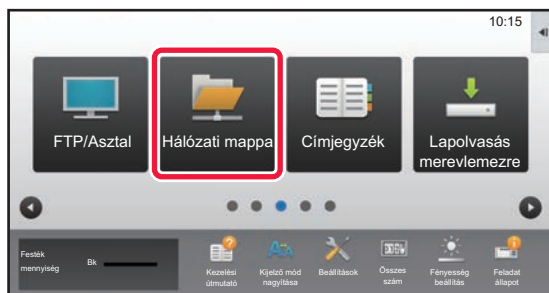 10:15
FTP/Asztal
Hálózati mappa
Címjegyzék
Lapolvasás
merevlemezre
Festék
mennyiség
Bk
Kezelési
útmutató
Kijelző mód
nagyítása
Beállítások
Összes
szám
Fényesség
beállítás
Feladat
állapot